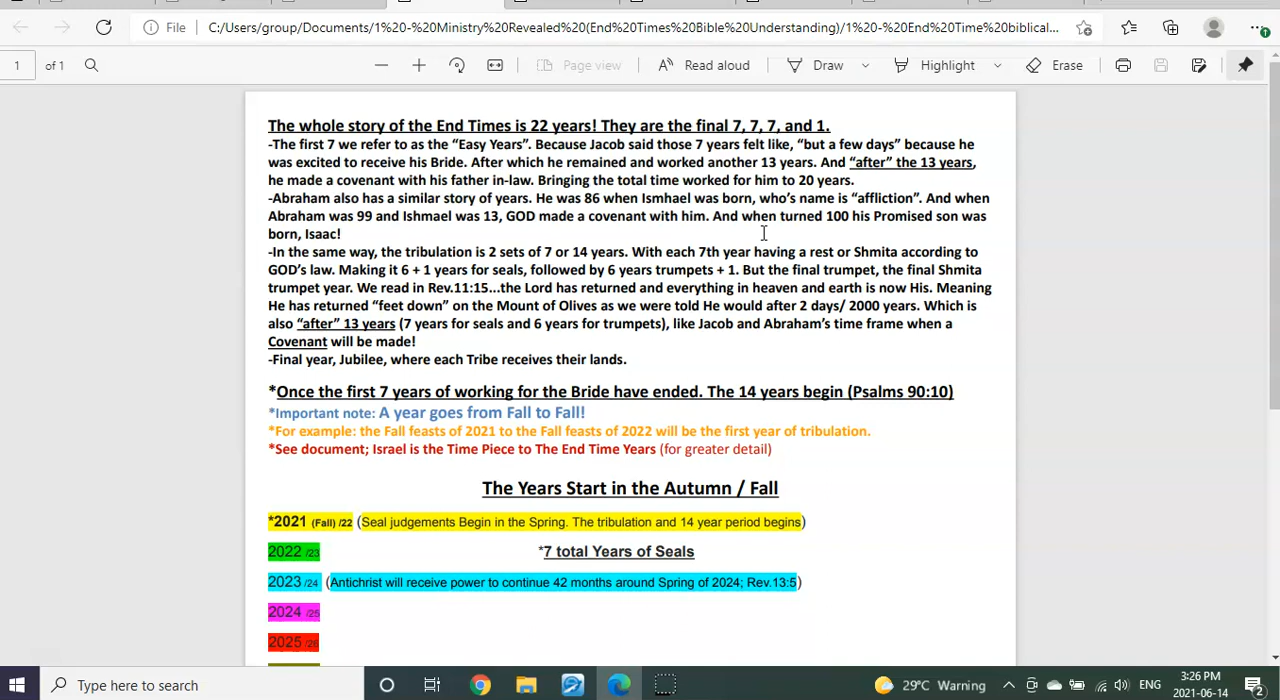 File
C:/Users/group/Documents/1%20-%20Ministry%20Revealed%20(End%20Times%20Bible%20Understanding)/1%20-%20End%20Time%20biblical...
1
of 1
Page view
Read aloud
Draw
Highlight
Erase
The whole story of the End Times is 22 years! They are the final 7, 7, 7, and 1.
-The first 7 we refer to as the “Easy Years”. Because Jacob said those 7 years felt like, “but a few days” because he
was excited to receive his Bride. After which he remained and worked another 13 years. And “after” the 13 years,
he made a covenant with his father in-law. Bringing the total time worked for him to 20 years.
-Abraham also has a similar story of years. He was 86 when Ismhael was born, who’s name is “affliction”. And when
Abraham was 99 and Ishmael was 13, GOD made a covenant with him. And when turned 100 his Promised son was
born, Isaac!
-In the same way, the tribulation is 2 sets of 7 or 14 years. With each 7th year having a rest or Shmita according to
GOD’s law. Making it 6 + 1 years for seals, followed by 6 years trumpets + 1. But the final trumpet, the final Shmita
trumpet year. We read in Rev.11:15...the Lord has returned and everything in heaven and earth is now His. Meaning
He has returned “feet down” on the Mount of Olives as we were told He would after 2 days/ 2000 years. Which is
also “after” 13 years (7 years for seals and 6 years for trumpets), like Jacob and Abraham’s time frame when a
Covenant will be made!
-Final year, Jubilee, where each Tribe receives their lands.
*Once the first 7 years of working for the Bride have ended. The 14 years begin (Psalms 90:10)
*Important note: A year goes from Fall to Fall!
*For example: the Fall feasts of 2021 to the Fall feasts of 2022 will be the first year of tribulation.
*See document; Israel is the Time Piece to The End Time Years (for greater detail)
The Years Start in the Autumn / Fall
*2021 (Fall) /22 (Seal judgements Begin in the Spring. The tribulation and 14 year period begins)
2022 /23
*7 total Years of Seals
2023 /24 (Antichrist will receive power to continue 42 months around Spring of 2024; Rev.13:5)
2024 /25
2025 /26
Type here to search
29°C Warning
ENG
3:26 PM
2021-06-14
2